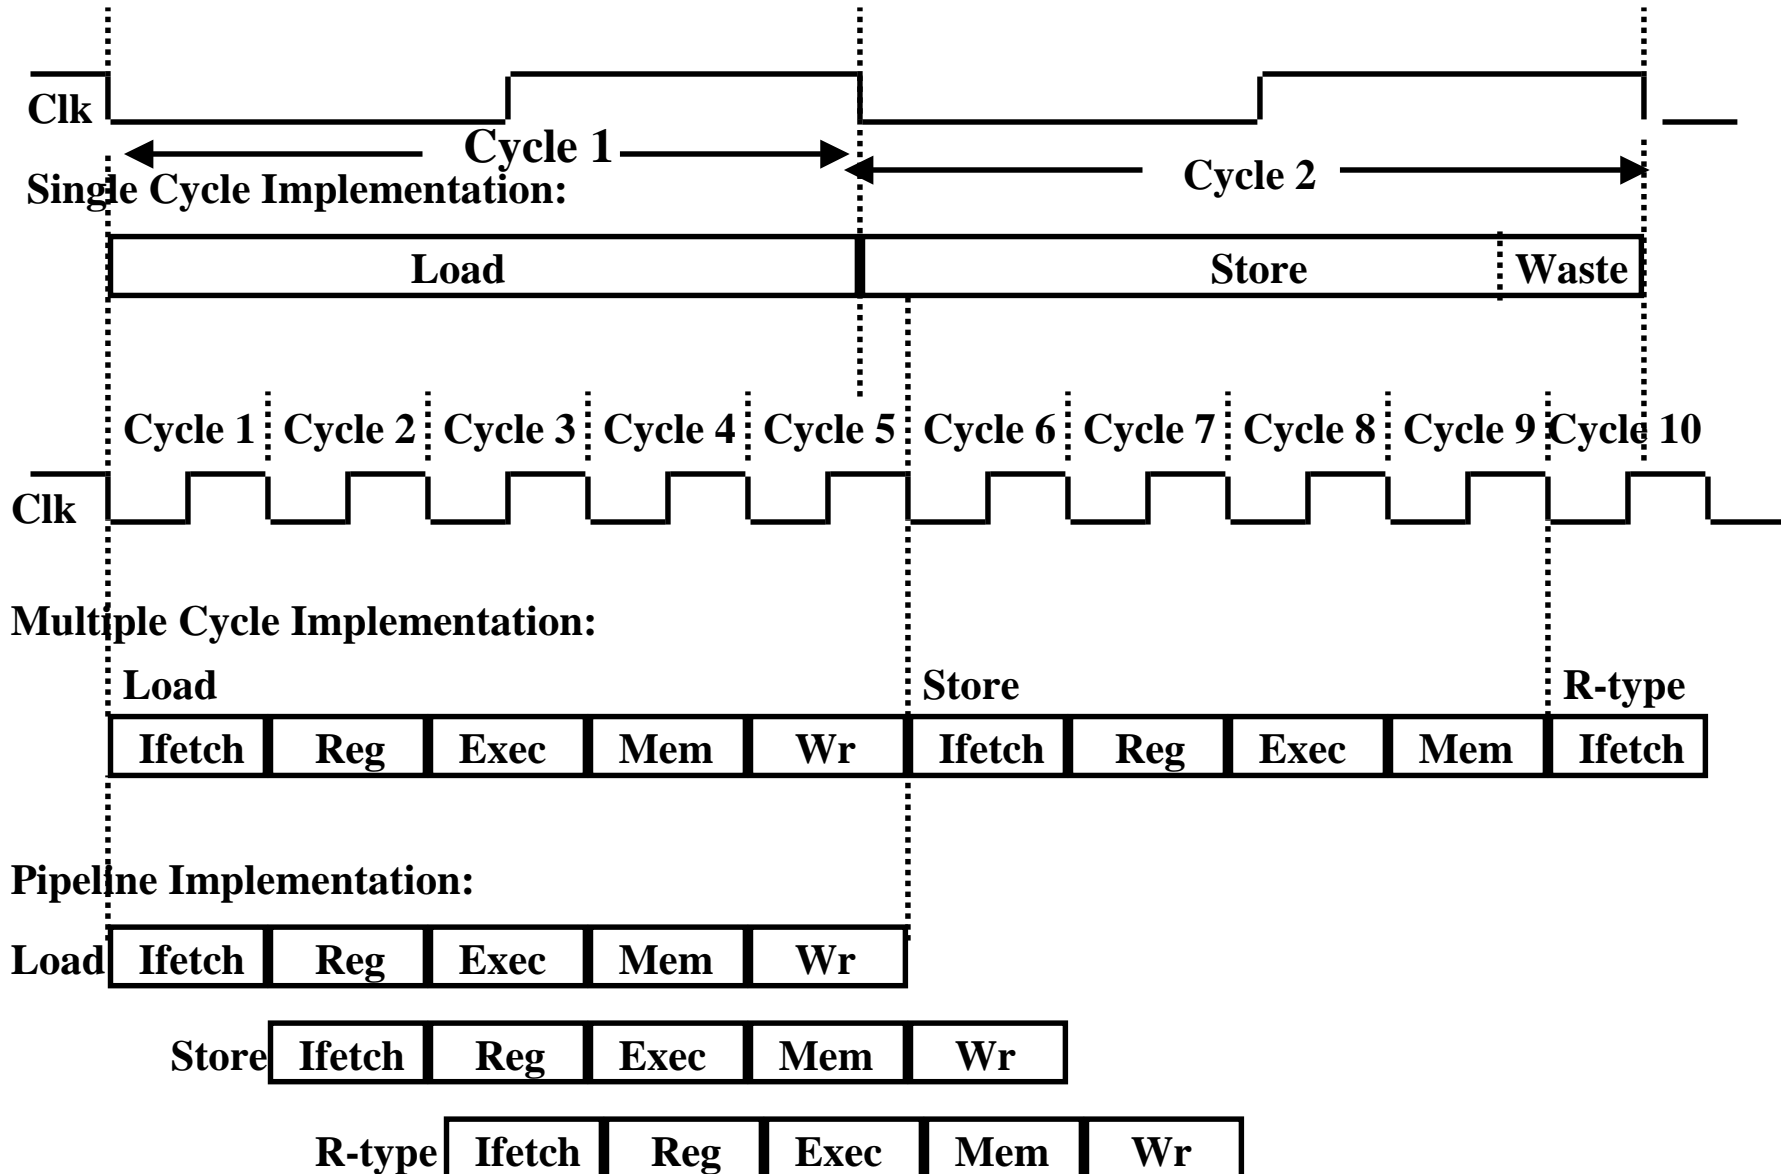 Clk
Cycle 1
Cycle 2
Single Cycle Implementation:
Load Store Waste
Cycle 1 Cycle 2 Cycle 3 Cycle 4 Cycle 5 Cycle 6 Cycle 7 Cycle 8 Cycle 9 Cycle 10
Clk
Multiple Cycle Implementation:
Load Store R-type
Ifetch Reg Exec Mem Wr Ifetch Reg Exec Mem Ifetch
Pipeline Implementation:
Load Ifetch Reg Exec Mem Wr
Store Ifetch Reg Exec Mem Wr
R-type Ifetch Reg Exec Mem Wr